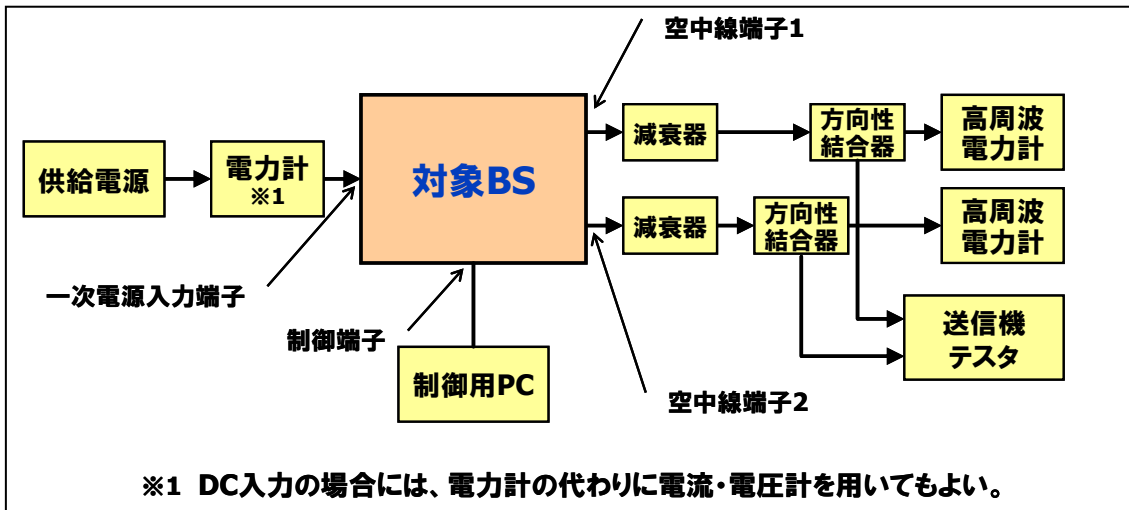 空中線端子1
供給電源
電力計
※1
対象BS
減衰器
方向性
結合器
高周波
電力計
減衰器
方向性
結合器
高周波
電力計
一次電源入力端子
制御端子
制御用PC
送信機
テスタ
空中線端子2
※1 DC入力の場合には、電力計の代わりに電流・電圧計を用いてもよい。